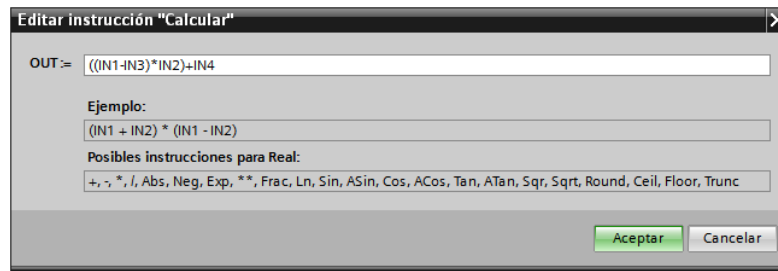 Editar instrucción "Calcular"
OUT:= ((IN1-IN3)*IN2)+IN4
Ejemplo:
(IN1 + IN2) * (IN1 - IN2)
Posibles instrucciones para Real:
+, -, *, /, Abs, Neg, Exp, **, Frac, Ln, Sin, ASin, Cos, ACos, Tan, ATan, Sqr, Sqrt, Round, Ceil, Floor, Trunc
Aceptar Cancelar